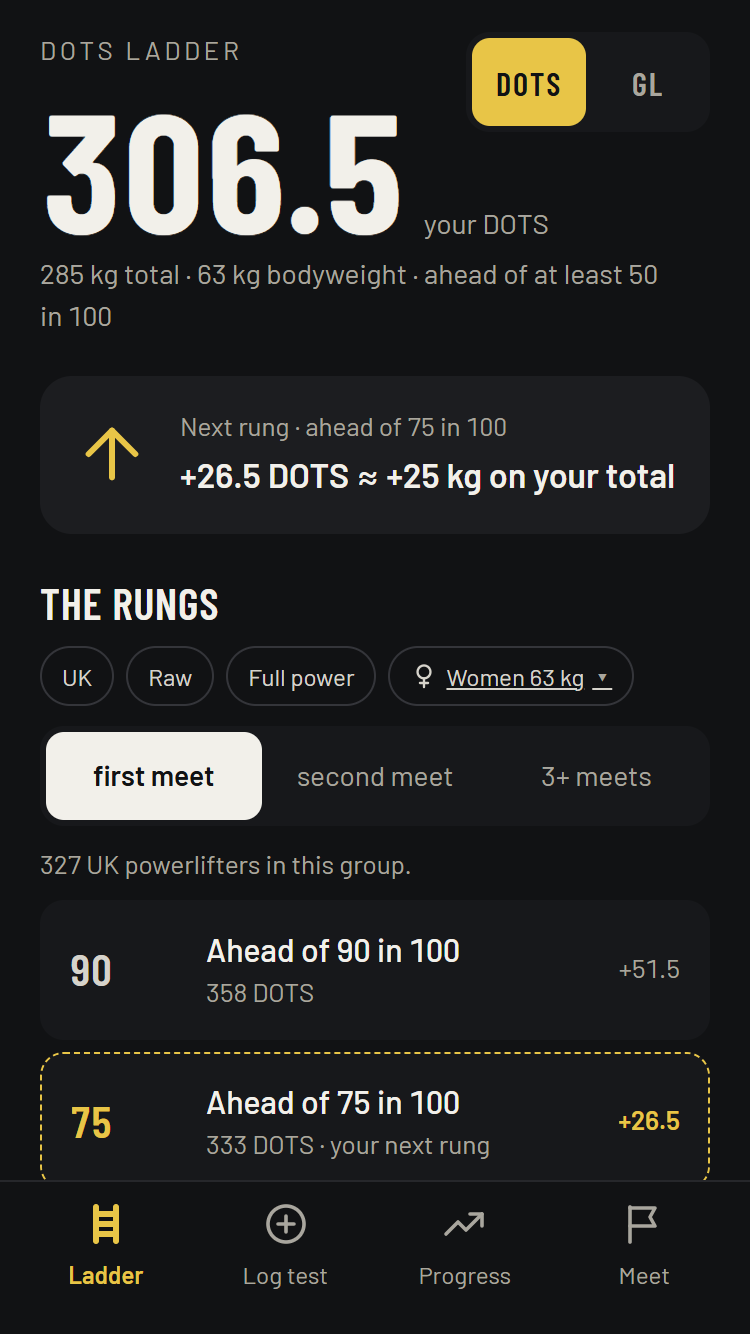 DOTS LADDER
DOTS
GL
306.5
your DOTS
285 kg total · 63 kg bodyweight · ahead of at least 50
in 100
Next rung · ahead of 75 in 100
+26.5 DOTS ≈ +25 kg on your total
THE RUNGS
UK
Raw
Full power
♀ Women 63 kg ▾
first meet
second meet
3+ meets
327 UK powerlifters in this group.
90
Ahead of 90 in 100
358 DOTS
+51.5
75
Ahead of 75 in 100
333 DOTS · your next rung
+26.5
Ladder
Log test
Progress
Meet